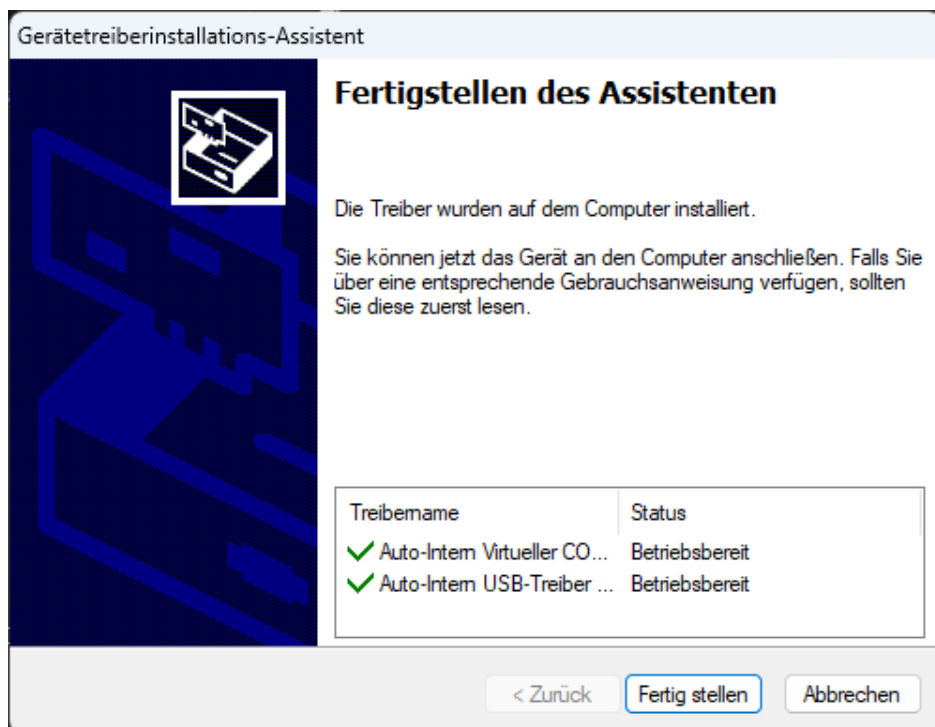 Gerätetreiberinstallations-Assistent
Fertigstellen des Assistenten
Die Treiber wurden auf dem Computer installiert.
Sie können jetzt das Gerät an den Computer anschließen. Falls Sie
über eine entsprechende Gebrauchsanweisung verfügen, sollten
Sie diese zuerst lesen.
Treibername Status
Auto-Intern Virtueller CO... Betriebsbereit
Auto-Intern USB-Treiber ... Betriebsbereit
< Zurück Fertig stellen Abbrechen